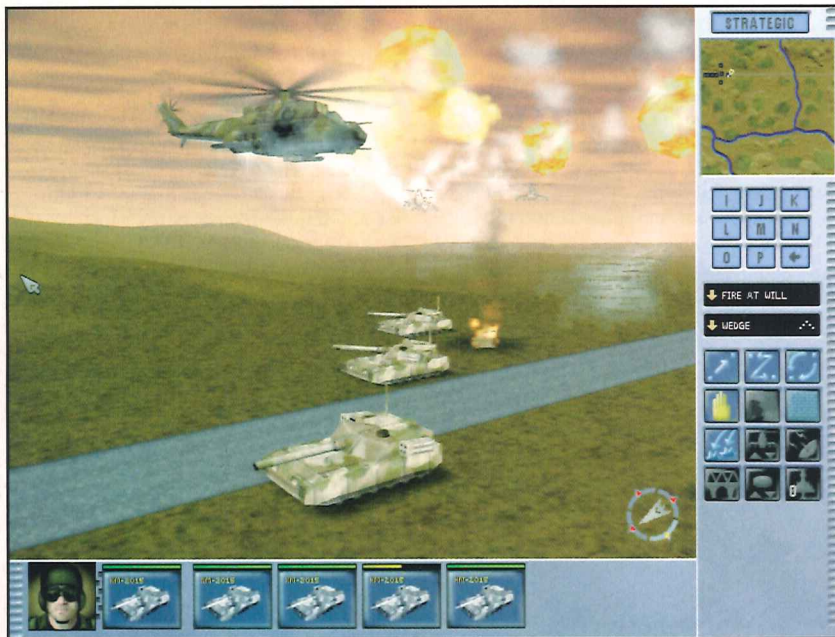 STRATEGIC
I J K
L M N
O P
FIRE AT WILL
WEDGE